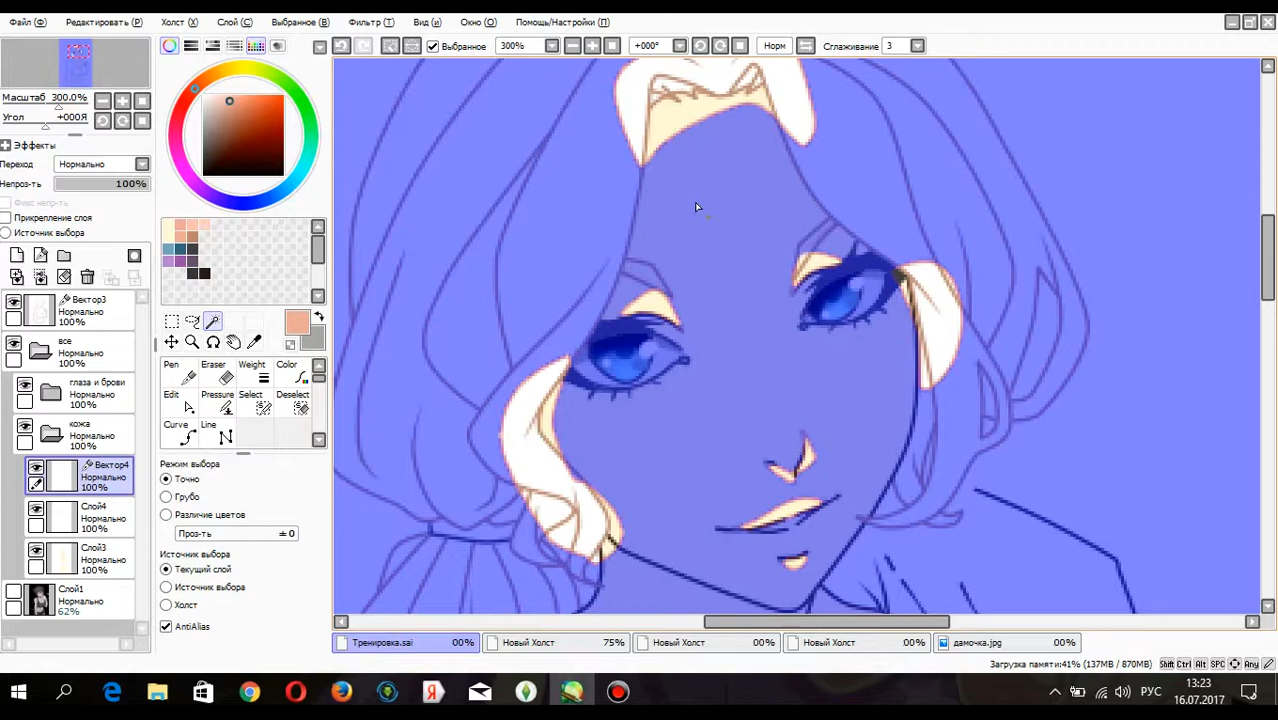 Файл (F) Редактировать (P) Холст (X) Слой (C) Выбранное (B) Фильтр (T) Вид (и) Окно (Q) Помощь/Настройки (П)
Выбранное 300% +000° Норм Сглаживание 3
Масштаб 300.0%
Угол +000Я
Эффекты
Переход Нормально
Непроз-ть 100%
Фикс непр-ть
Прикрепление слоя
Источник выбора
Вектор3
Нормально
100%
все
Нормально
100%
глаза и брови
Нормально
100%
кожа
Нормально
100%
Вектор4
Нормально
100%
Слой4
Нормально
100%
Слой3
Нормально
100%
Слой1
Нормально
62%
Pen Eraser Weight Color
Edit Pressure Select Deselect
Curve Line
Режим выбора
Точно
Грубо
Различие цветов
Проз-ть ± 0
Источник выбора
Текущий слой
Источник выбора
Холст
AntiAlias
Тренировка.sai 00% Новый Холст 75% Новый Холст 00% Новый Холст 00% дамочка.jpg 00%
Загрузка памяти:41% (137MB / 870MB) Shift Ctrl Alt SPC Any
РУС 13:23
16.07.2017